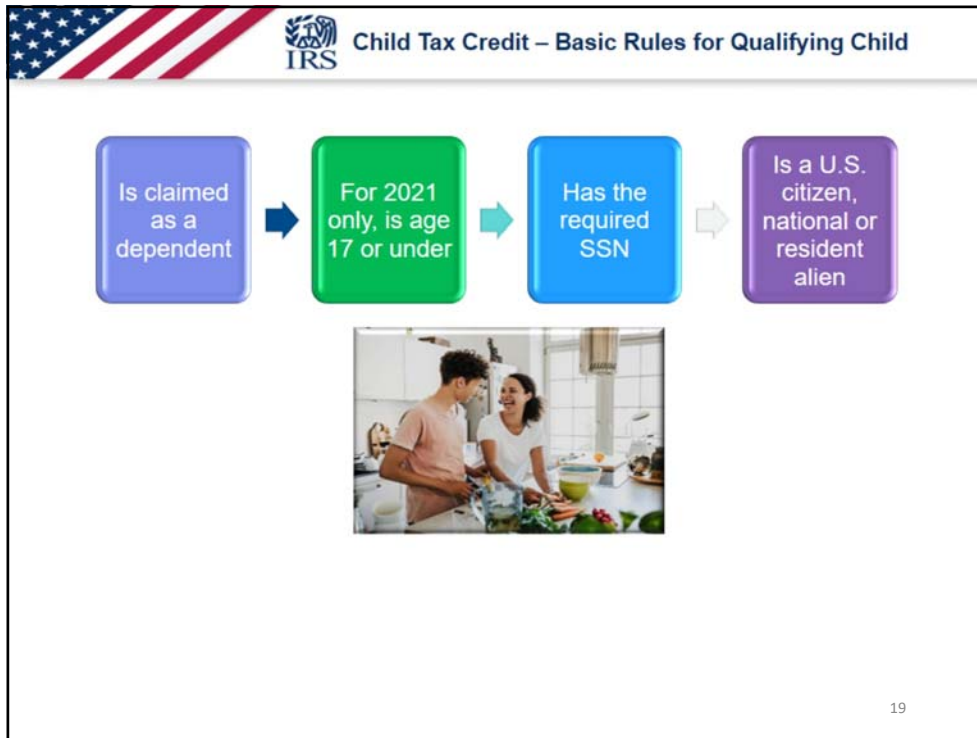 IRS
Child Tax Credit – Basic Rules for Qualifying Child
Is claimed
as a
dependent
For 2021
only, is age
17 or under
Has the
required
SSN
Is a U.S.
citizen,
national or
resident
alien
19